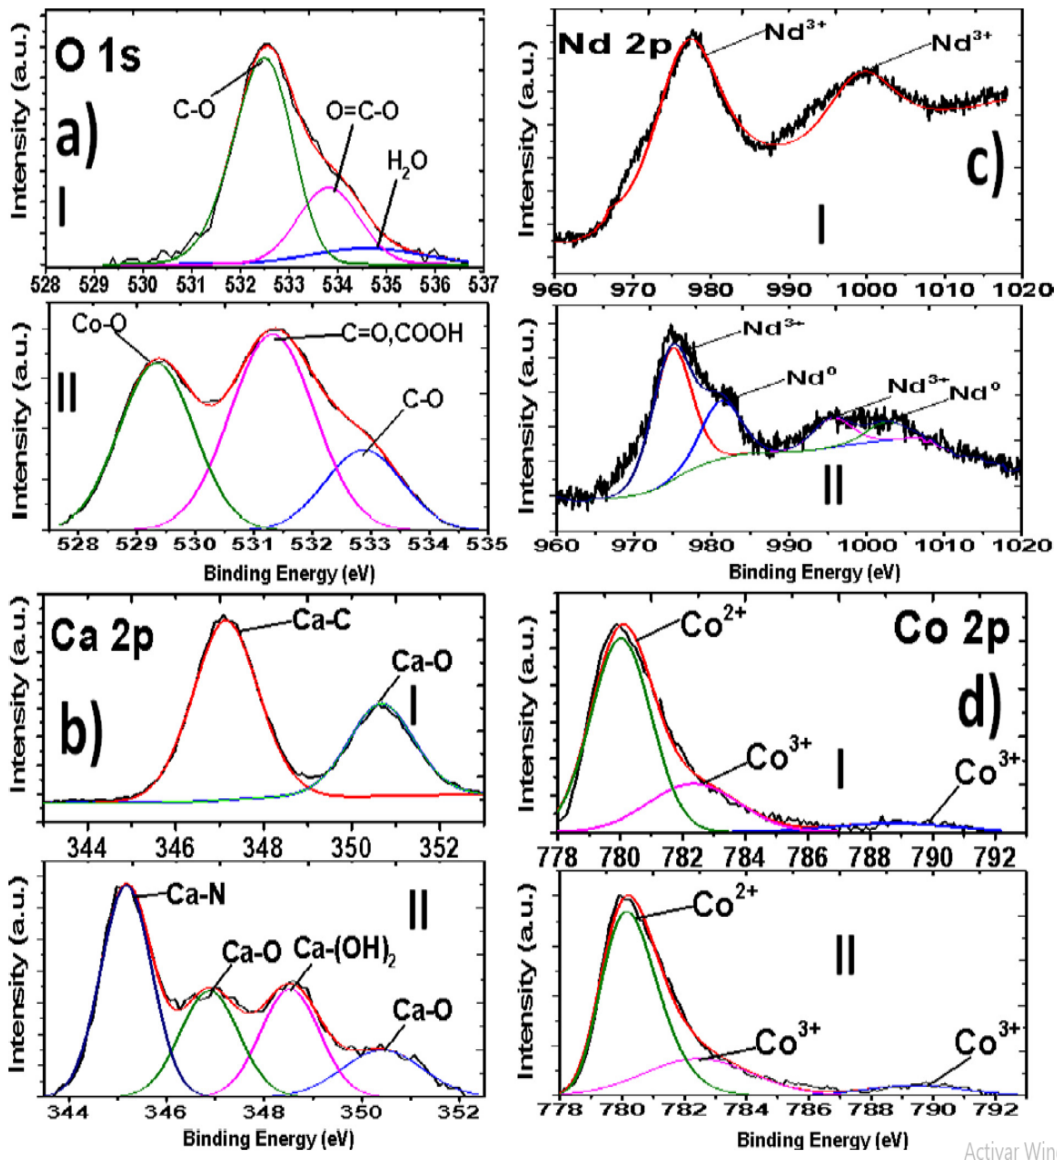 O 1s
a)
I
Intensity (a.u.)
C-O
O=C-O
H₂O
528 529 530 531 532 533 534 535 536 537
II
Intensity (a.u.)
Co-O
C=O,COOH
C-O
528 529 530 531 532 533 534 535
Binding Energy (eV)
Nd 2p
c)
I
Intensity (a.u.)
Nd³⁺
Nd³⁺
960 970 980 990 1000 1010 1020
II
Intensity (a.u.)
Nd³⁺
Nd⁰
Nd³⁺
Nd⁰
960 970 980 990 1000 1010 1020
Binding Energy (eV)
Ca 2p
b)
I
Intensity (a.u.)
Ca-C
Ca-O
344 346 348 350 352
II
Intensity (a.u.)
Ca-N
Ca-O
Ca-(OH)₂
Ca-O
344 346 348 350 352
Binding Energy (eV)
Co 2p
d)
I
Intensity (a.u.)
Co²⁺
Co³⁺
Co³⁺
778 780 782 784 786 788 790 792
II
Intensity (a.u.)
Co²⁺
Co³⁺
Co³⁺
778 780 782 784 786 788 790 792
Binding Energy (eV)
Activar Win